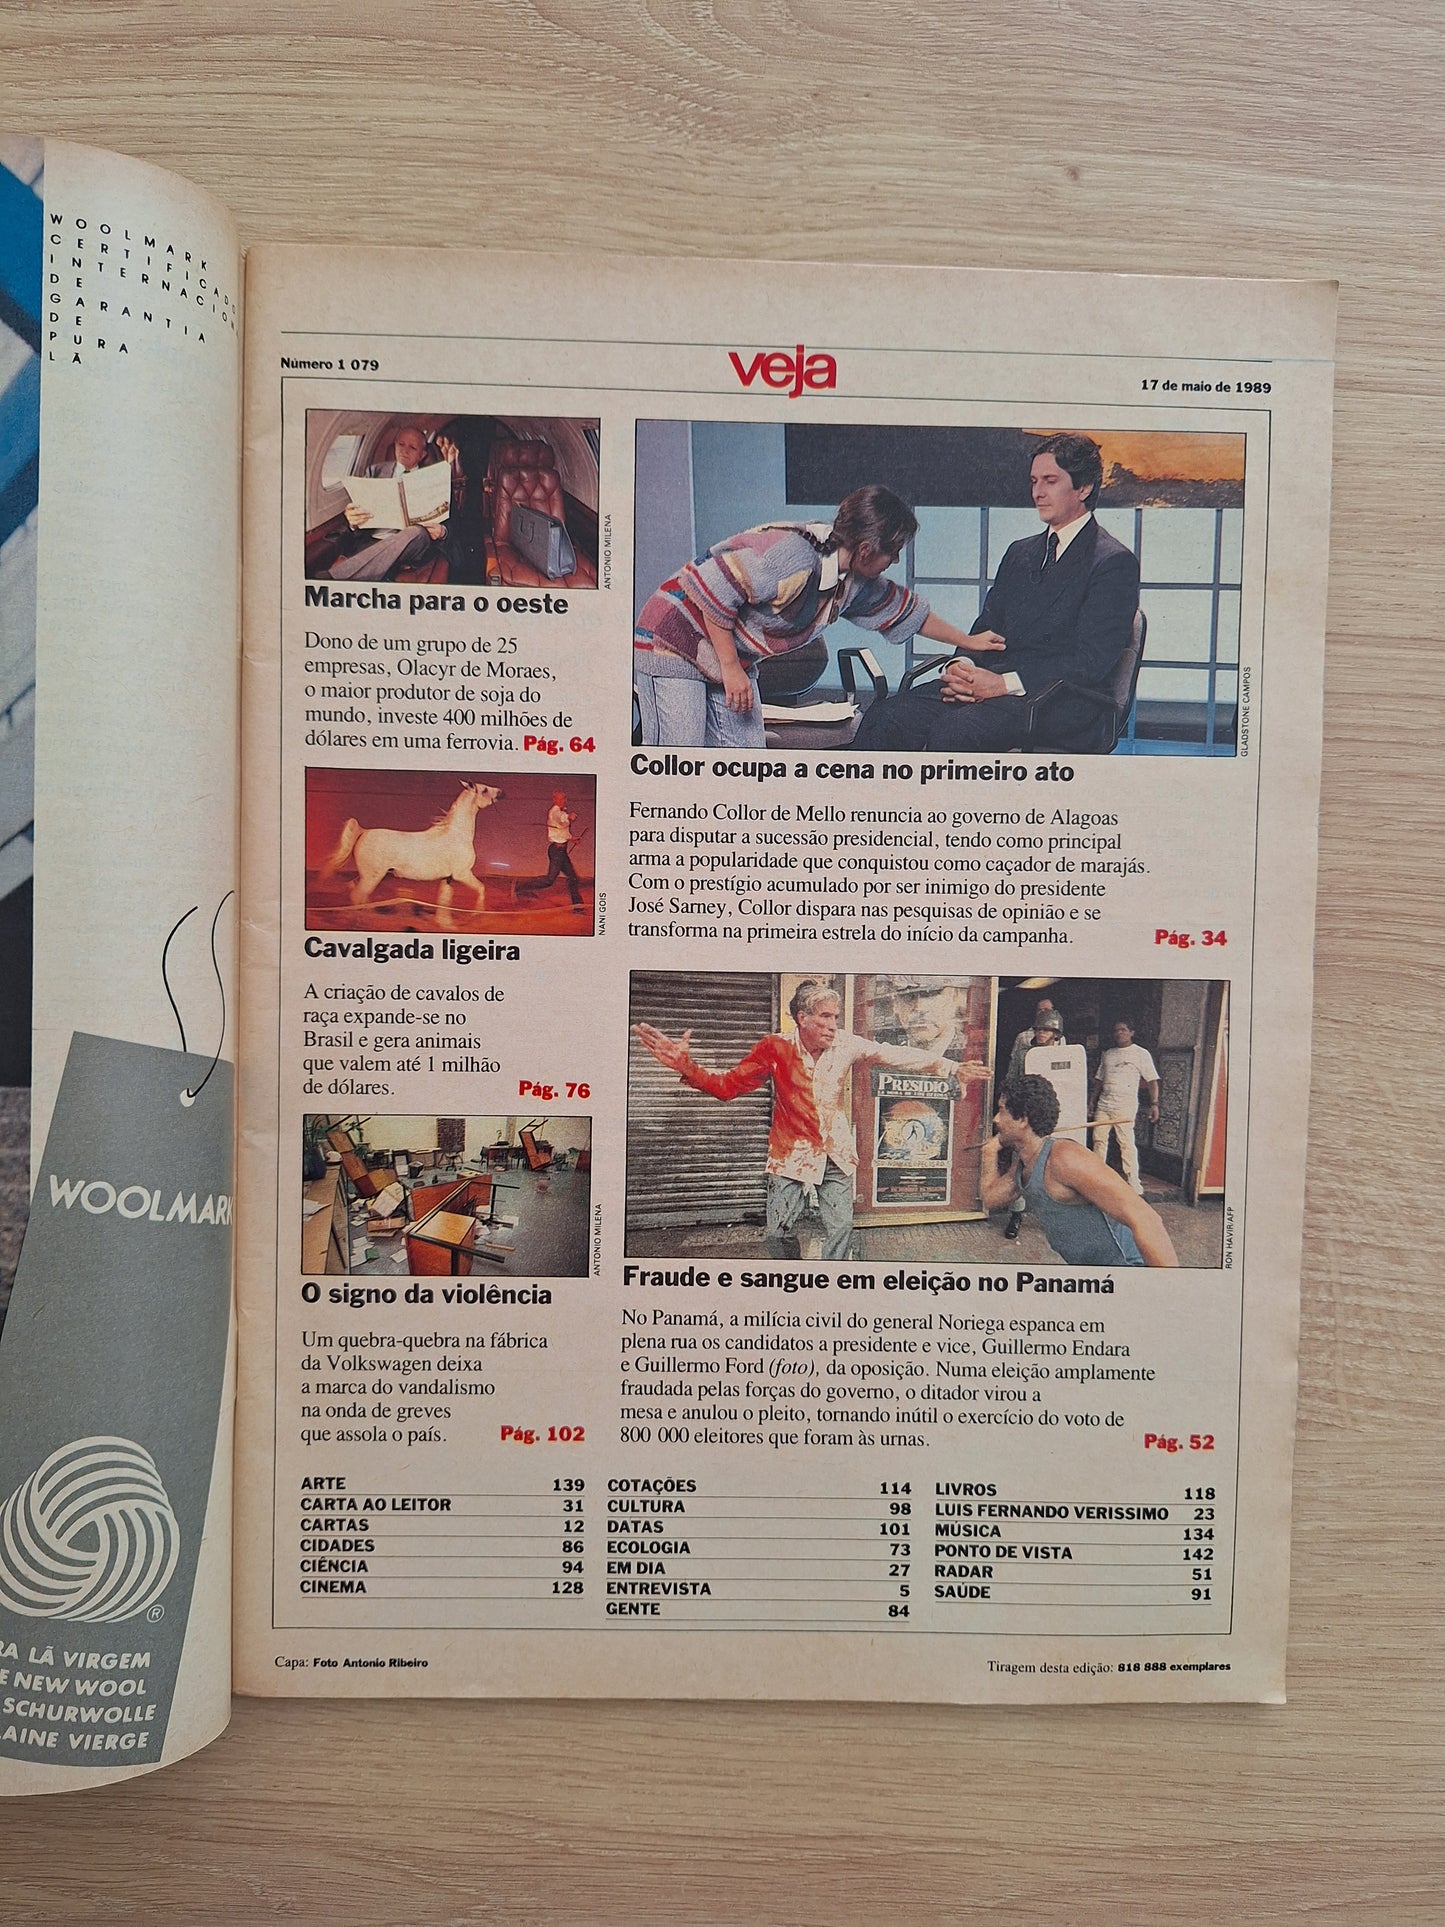 WOOLMARK
CERTIFICADO
INTERNACION
DE
GARANTIA
DE
PURA
LÃ
WOOLMARK
RA LÃ VIRGEM
E NEW WOOL
SCHURWOLLE
LAINE VIERGE
Número 1 079
veja
17 de maio de 1989
ANTONIO MILENA
Marcha para o oeste
Dono de um grupo de 25
empresas, Olacyr de Moraes,
o maior produtor de soja do
mundo, investe 400 milhões de
dólares em uma ferrovia. Pág. 64
NANI GOIS
Cavalgada ligeira
A criação de cavalos de
raça expande-se no
Brasil e gera animais
que valem até 1 milhão
de dólares. Pág. 76
ANTONIO MILENA
O signo da violência
Um quebra-quebra na fábrica
da Volkswagen deixa
a marca do vandalismo
na onda de greves
que assola o país. Pág. 102
GLADSTONE CAMPOS
Collor ocupa a cena no primeiro ato
Fernando Collor de Mello renuncia ao governo de Alagoas
para disputar a sucessão presidencial, tendo como principal
arma a popularidade que conquistou como caçador de marajás.
Com o prestígio acumulado por ser inimigo do presidente
José Sarney, Collor dispara nas pesquisas de opinião e se
transforma na primeira estrela do início da campanha. Pág. 34
PRESIDIO
RON HAVIR/AFP
Fraude e sangue em eleição no Panamá
No Panamá, a milícia civil do general Noriega espanca em
plena rua os candidatos a presidente e vice, Guillermo Endara
e Guillermo Ford (foto), da oposição. Numa eleição amplamente
fraudada pelas forças do governo, o ditador virou a
mesa e anulou o pleito, tornando inútil o exercício do voto de
800 000 eleitores que foram às urnas. Pág. 52
ARTE 139
CARTA AO LEITOR 31
CARTAS 12
CIDADES 86
CIÊNCIA 94
CINEMA 128
COTAÇÕES 114
CULTURA 98
DATAS 101
ECOLOGIA 73
EM DIA 27
ENTREVISTA 5
GENTE 84
LIVROS 118
LUIS FERNANDO VERISSIMO 23
MÚSICA 134
PONTO DE VISTA 142
RADAR 51
SAÚDE 91
Capa: Foto Antonio Ribeiro
Tiragem desta edição: 818 888 exemplares